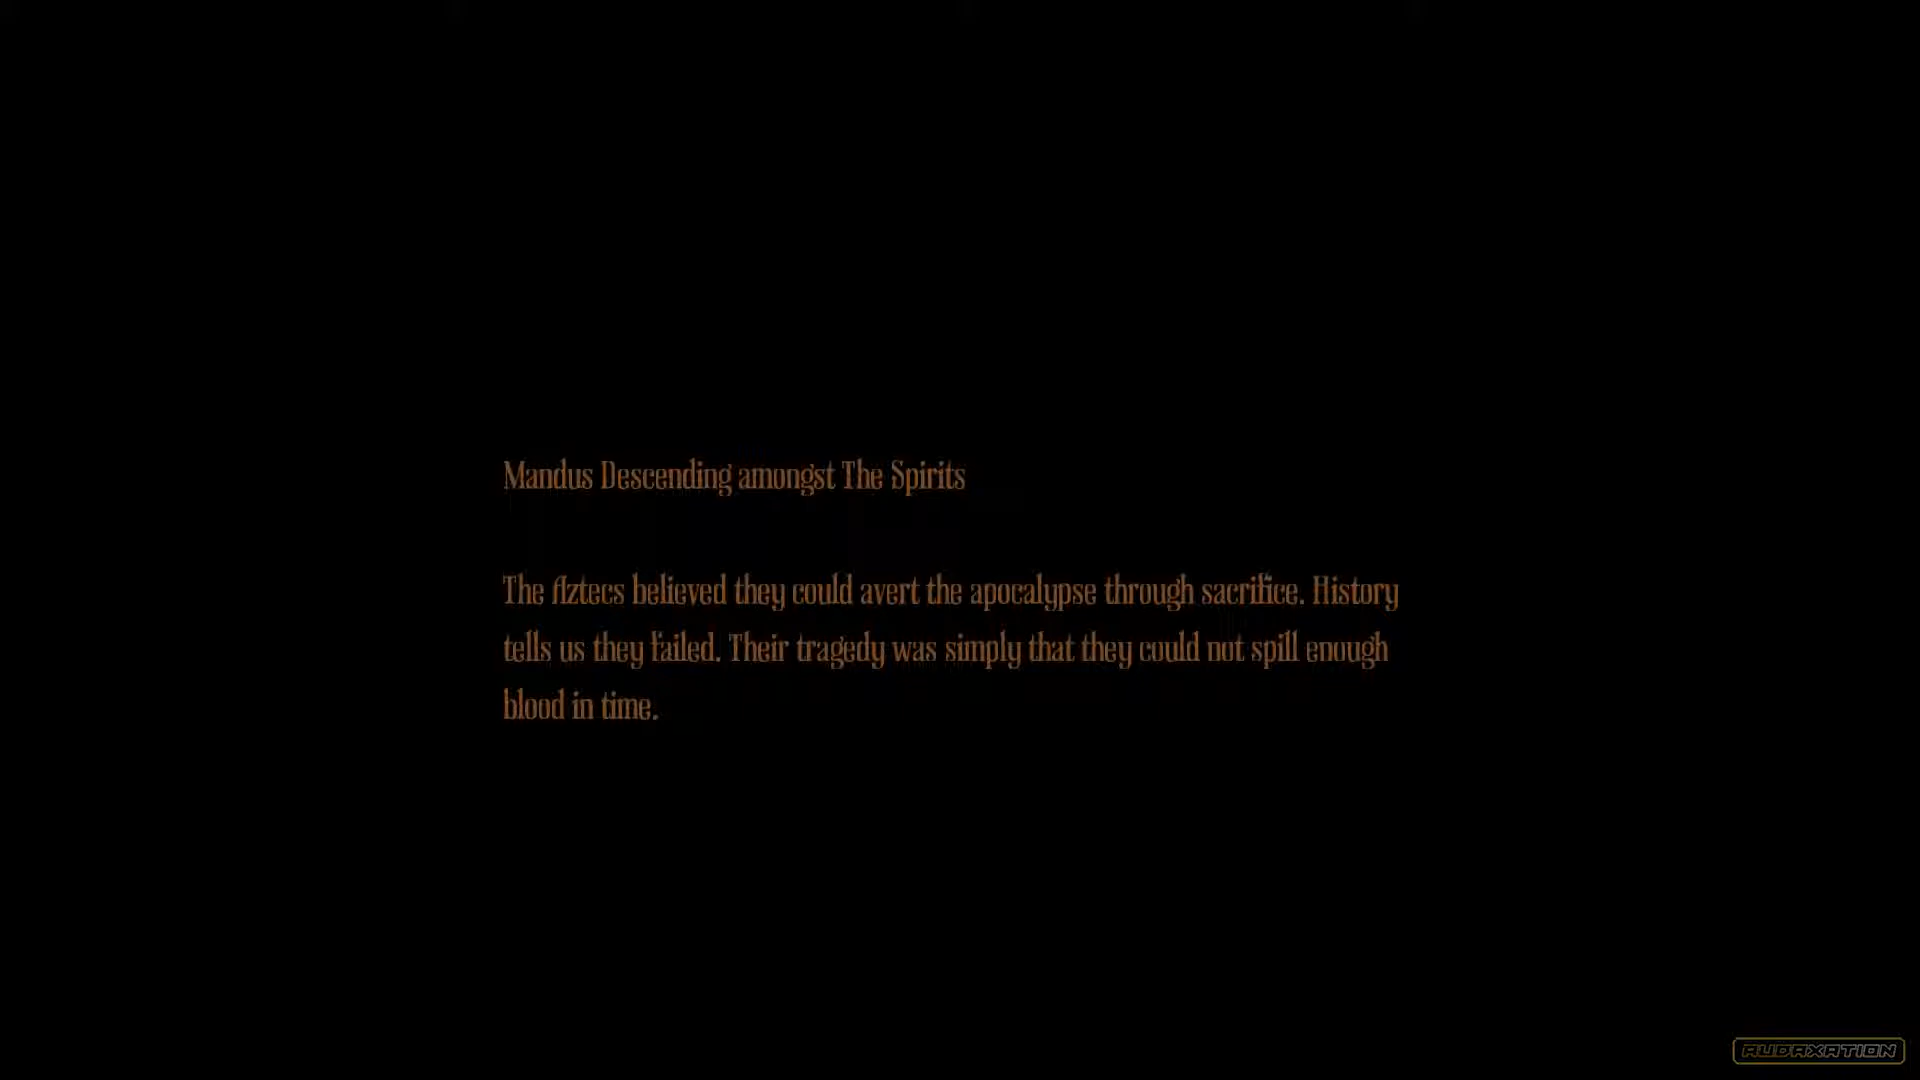 Mandus Descending amongst The Spirits
The Aztecs believed they could avert the apocalypse through sacrifice. History
tells us they failed. Their tragedy was simply that they could not spill enough
blood in time.
AUDAXATION